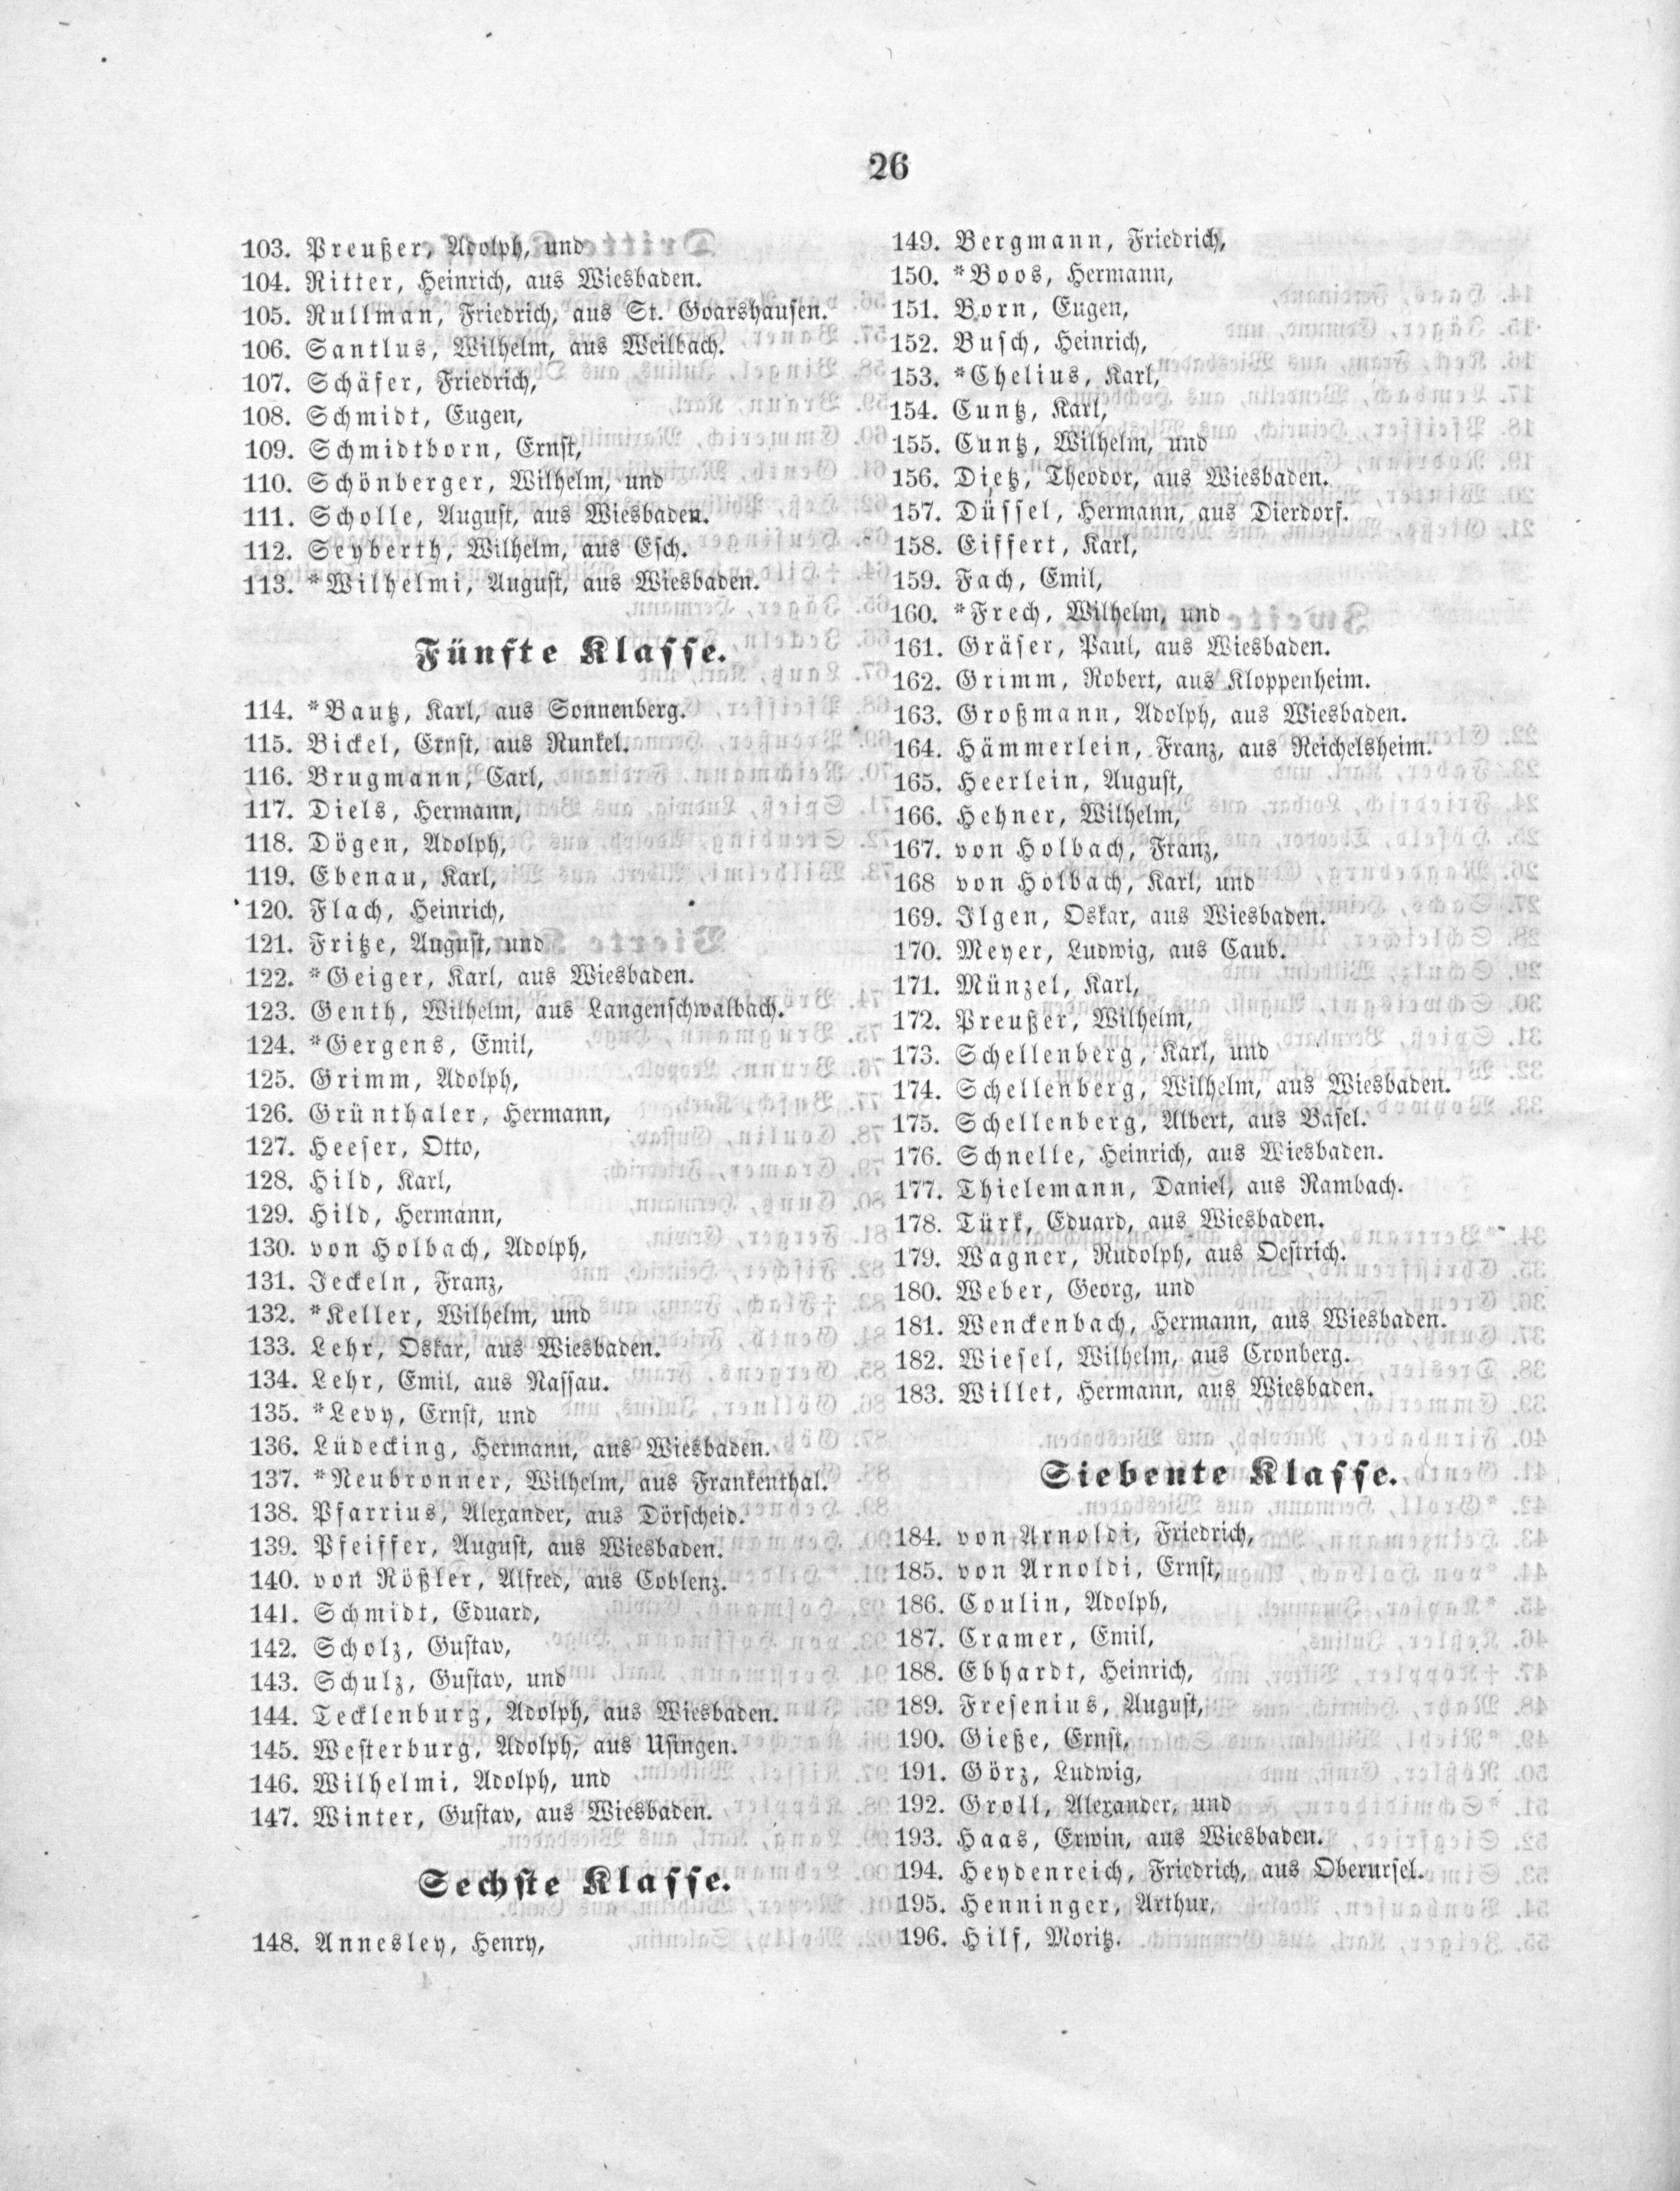 26
103. Preußer, Adolph, und
104. Ritter, Heinrich, aus Wiesbaden.
105. Rullman, Friedrich, aus St. Goarshausen.
106. Santlus, Wilhelm, aus Weilbach.
107. Schäfer, Friedrich,
108. Schmidt, Eugen,
109. Schmidtborn, Ernst,
110. Schönberger, Wilhelm, und
111. Scholle, August, aus Wiesbaden.
112. Seyberth, Wilhelm, aus Esch.
113. *Wilhelmi, August, aus Wiesbaden.
Fünfte Klasse.
114. *Bautz, Karl, aus Sonnenberg.
115. Bickel, Ernst, aus Runkel.
116. Brugmann, Carl,
117. Diels, Hermann,
118. Dögen, Adolph,
119. Ebenau, Karl,
120. Flach, Heinrich,
121. Fritze, August, und
122. *Geiger, Karl, aus Wiesbaden.
123. Genth, Wilhelm, aus Langenschwalbach.
124. *Gergens, Emil,
125. Grimm, Adolph,
126. Grünthaler, Hermann,
127. Heeser, Otto,
128. Hild, Karl,
129. Hild, Hermann,
130. von Holbach, Adolph,
131. Jeckeln, Franz,
132. *Keller, Wilhelm, und
133. Lehr, Oskar, aus Wiesbaden.
134. Lehr, Emil, aus Nassau.
135. *Levy, Ernst, und
136. Lüdecking, Hermann, aus Wiesbaden.
137. *Neubronner, Wilhelm, aus Frankenthal.
138. Pfarrius, Alexander, aus Dörscheid.
139. Pfeiffer, August, aus Wiesbaden.
140. von Rößler, Alfred, aus Coblenz.
141. Schmidt, Eduard,
142. Scholz, Gustav,
143. Schulz, Gustav, und
144. Tecklenburg, Adolph, aus Wiesbaden.
145. Westerburg, Adolph, aus Usingen.
146. Wilhelmi, Adolph, und
147. Winter, Gustav, aus Wiesbaden.
Sechste Klasse.
148. Annesley, Henry,
149. Bergmann, Friedrich,
150. *Boos, Hermann,
151. Born, Eugen,
152. Busch, Heinrich,
153. *Chelius, Karl,
154. Cuntz, Karl,
155. Cuntz, Wilhelm, und
156. Dietz, Theodor, aus Wiesbaden.
157. Düssel, Hermann, aus Dierdorf.
158. Eiffert, Karl,
159. Fach, Emil,
160. *Frech, Wilhelm, und
161. Gräser, Paul, aus Wiesbaden.
162. Grimm, Robert, aus Kloppenheim.
163. Großmann, Adolph, aus Wiesbaden.
164. Hämmerlein, Franz, aus Reichelsheim.
165. Heerlein, August,
166. Hehner, Wilhelm,
167. von Holbach, Franz,
168 von Holbach, Karl, und
169. Ilgen, Oskar, aus Wiesbaden.
170. Meyer, Ludwig, aus Caub.
171. Münzel, Karl,
172. Preußer, Wilhelm,
173. Schellenberg, Karl, und
174. Schellenberg, Wilhelm, aus Wiesbaden.
175. Schellenberg, Albert, aus Basel.
176. Schnelle, Heinrich, aus Wiesbaden.
177. Thielemann, Daniel, aus Rambach.
178. Türk, Eduard, aus Wiesbaden.
179. Wagner, Rudolph, aus Oestrich.
180. Weber, Georg, und
181. Wenckenbach, Hermann, aus Wiesbaden.
182. Wiesel, Wilhelm, aus Cronberg.
183. Willet, Hermann, aus Wiesbaden.
Siebente Klasse.
184. von Arnoldi, Friedrich,
185. von Arnoldi, Ernst,
186. Coulin, Adolph,
187. Cramer, Emil,
188. Ebhardt, Heinrich,
189. Fresenius, August,
190. Gieße, Ernst,
191. Görz, Ludwig,
192. Groll, Alexander, und
193. Haas, Erwin, aus Wiesbaden.
194. Heydenreich, Friedrich, aus Oberursel.
195. Henninger, Arthur,
196. Hilf, Moritz.